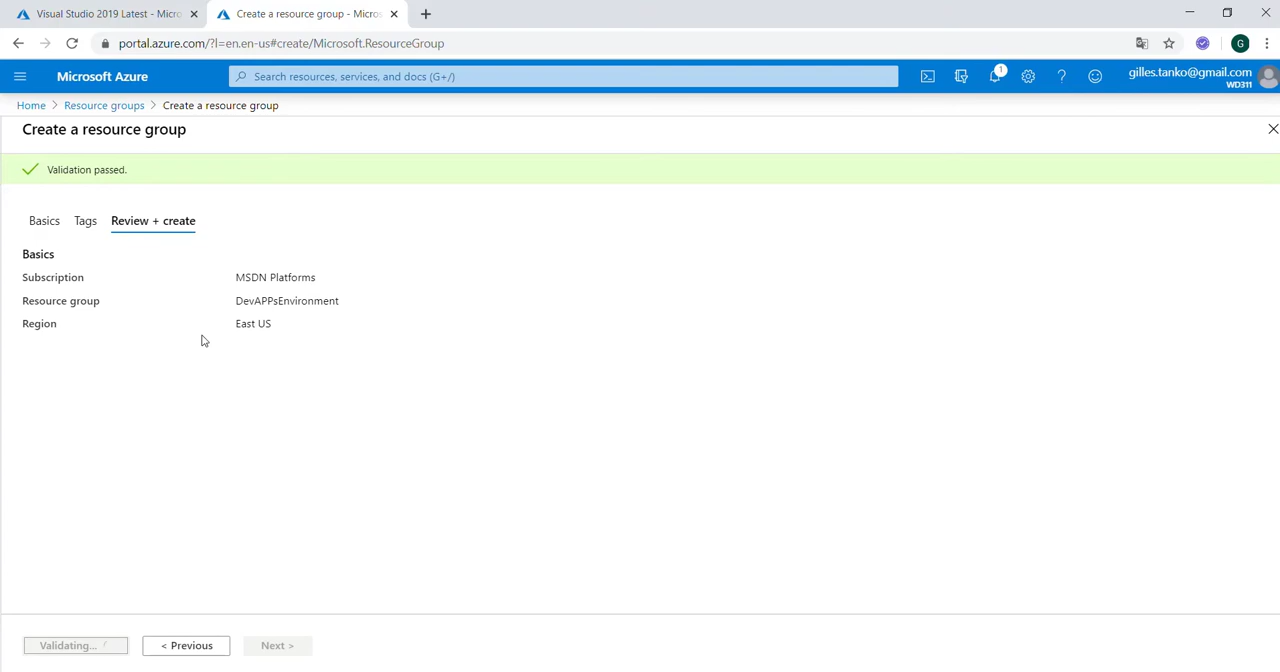 Visual Studio 2019 Latest - Micro
Create a resource group - Micros
portal.azure.com/?l=en.en-us#create/Microsoft.ResourceGroup
G
Microsoft Azure
Search resources, services, and docs (G+/)
1
gilles.tanko@gmail.com
WD311
Home > Resource groups > Create a resource group
Create a resource group
Validation passed.
Basics Tags Review + create
Basics
Subscription MSDN Platforms
Resource group DevAPPsEnvironment
Region East US
Validating... < Previous Next >